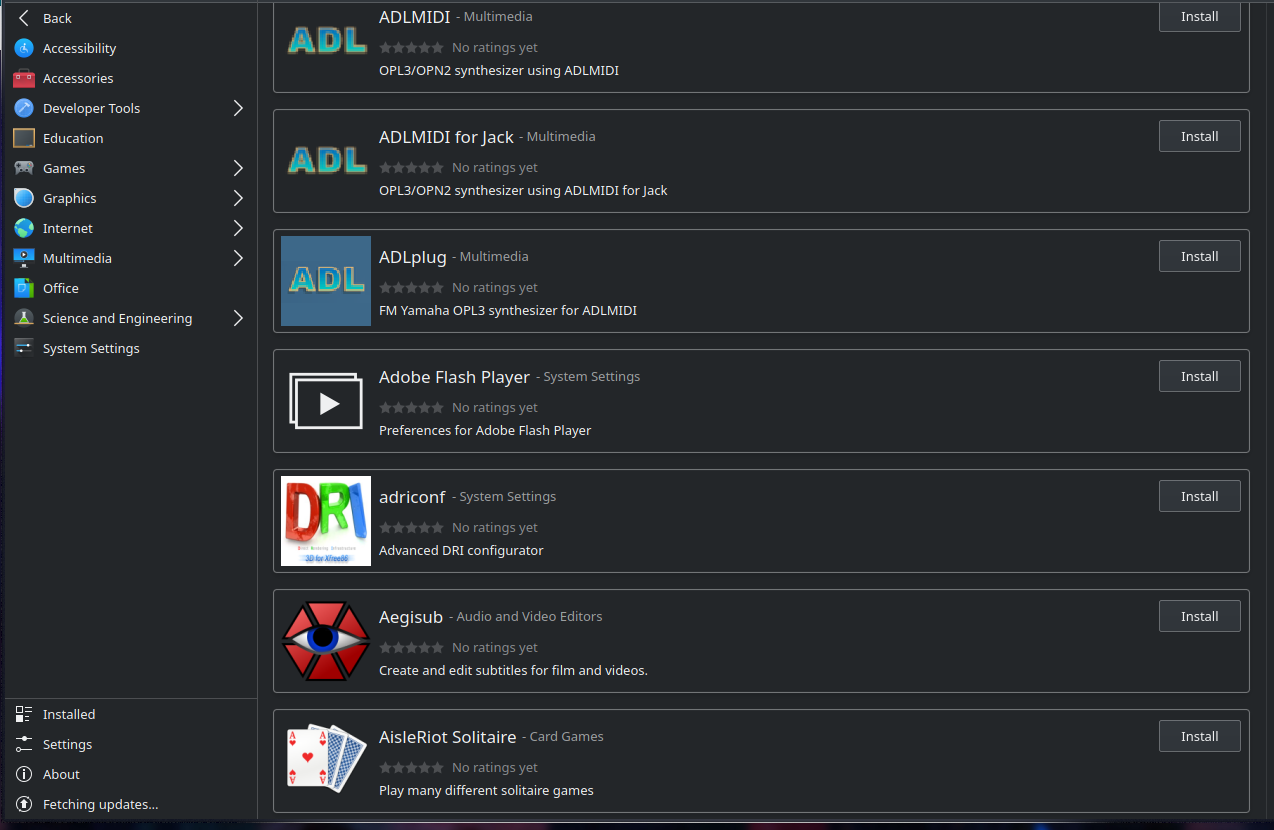 Back
Accessibility
Accessories
Developer Tools
Education
Games
Graphics
Internet
Multimedia
Office
Science and Engineering
System Settings
Installed
Settings
About
Fetching updates...
ADL
ADLMIDI - Multimedia
Install
No ratings yet
OPL3/OPN2 synthesizer using ADLMIDI
ADL
ADLMIDI for Jack - Multimedia
Install
No ratings yet
OPL3/OPN2 synthesizer using ADLMIDI for Jack
ADL
ADLplug - Multimedia
Install
No ratings yet
FM Yamaha OPL3 synthesizer for ADLMIDI
Adobe Flash Player - System Settings
Install
No ratings yet
Preferences for Adobe Flash Player
DRI
Direct Rendering Infrastructure
3D for XFree86
adriconf - System Settings
Install
No ratings yet
Advanced DRI configurator
Aegisub - Audio and Video Editors
Install
No ratings yet
Create and edit subtitles for film and videos.
A A
A A
AisleRiot Solitaire - Card Games
Install
No ratings yet
Play many different solitaire games